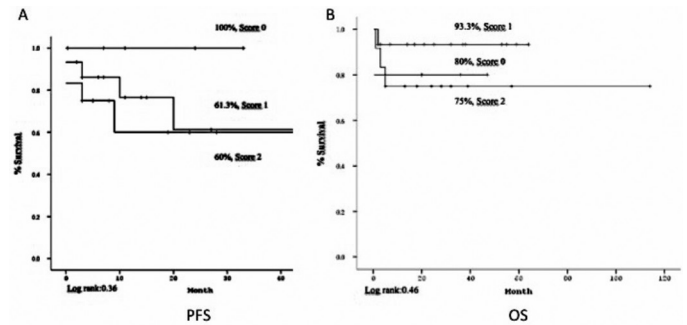 A
100%, Score 0
1.0
0.8
0.6
0.4
0.2
0.0
% Survival
61.3%, Score 1
60%, Score 2
0
10
20
30
60
Log rank:0.36
Month
PFS
B
93.3%, Score 1
80%, Score 0
75%, Score 2
1.0
0.8
0.6
0.4
0.2
0.0
% Survival
0
20
40
60
80
100
120
Log rank:0.46
Month
OS